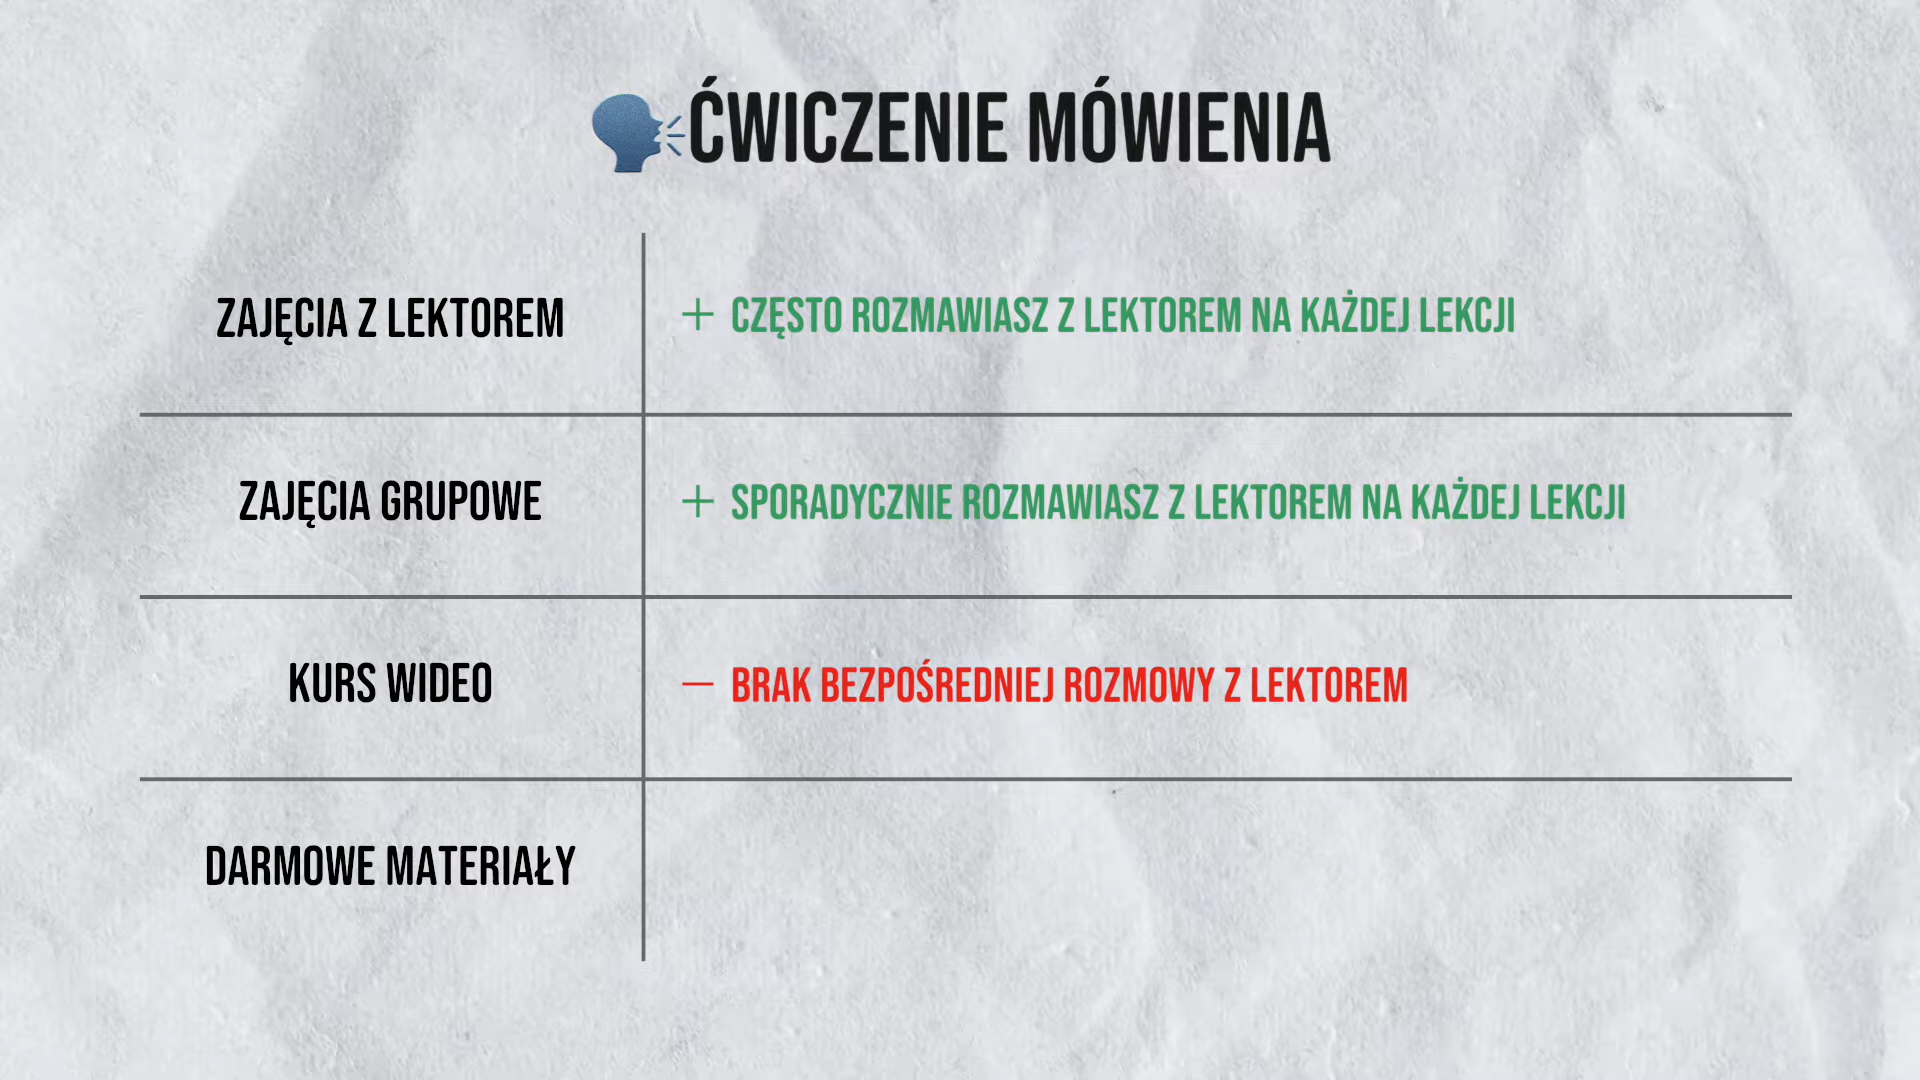 🗣️ĆWICZENIE MÓWIENIA
ZAJĘCIA Z LEKTOREM
+ CZĘSTO ROZMAWIASZ Z LEKTOREM NA KAŻDEJ LEKCJI
ZAJĘCIA GRUPOWE
+ SPORADYCZNIE ROZMAWIASZ Z LEKTOREM NA KAŻDEJ LEKCJI
KURS WIDEO
— BRAK BEZPOŚREDNIEJ ROZMOWY Z LEKTOREM
DARMOWE MATERIAŁY